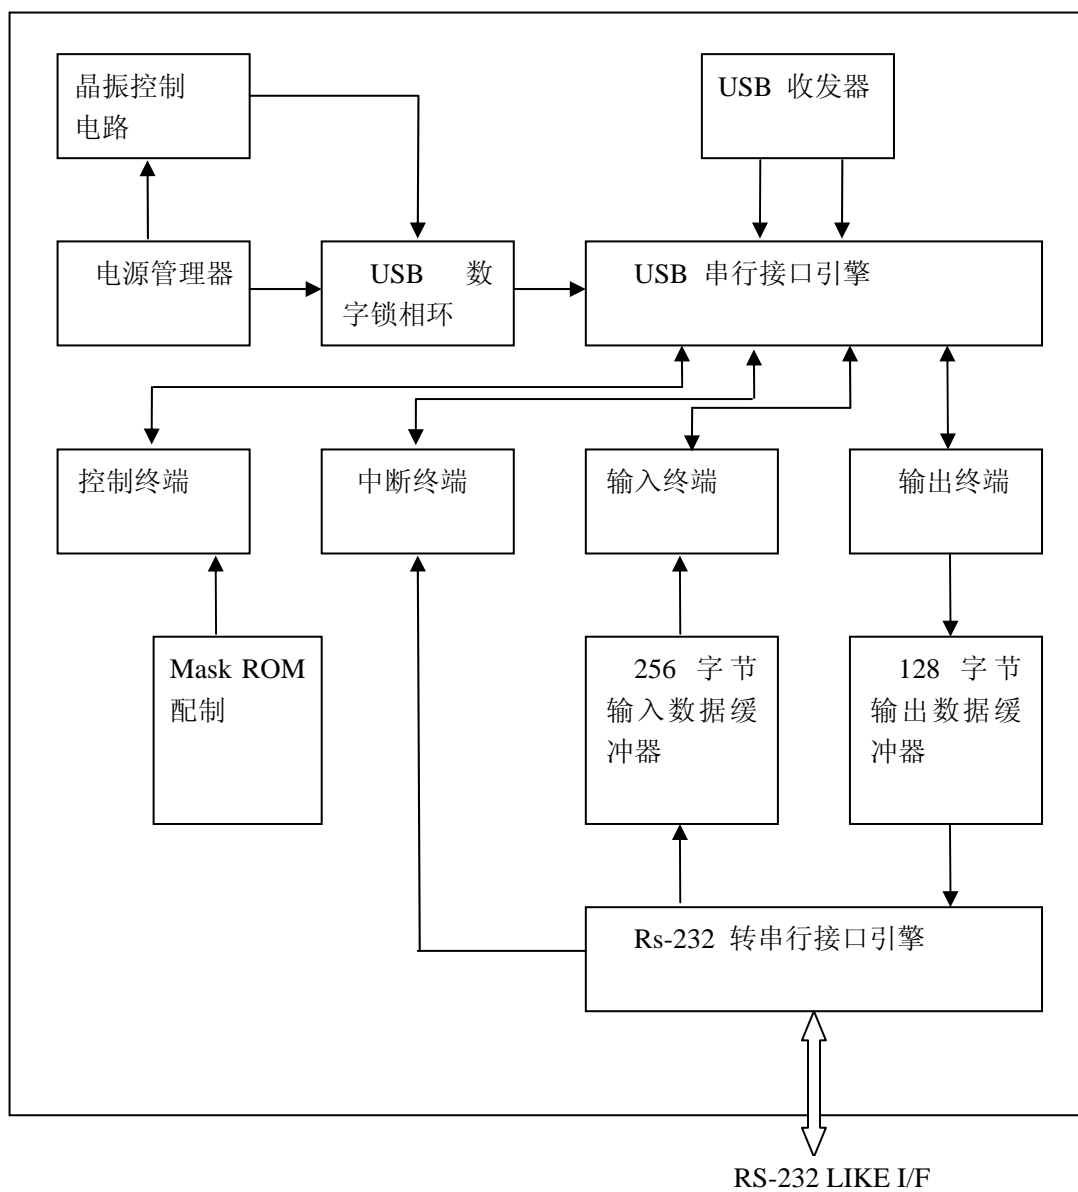 晶振控制
电路
USB 收发器
电源管理器
USB 数
字锁相环
USB 串行接口引擎
控制终端
中断终端
输入终端
输出终端
Mask ROM
配制
256 字节
输入数据缓
冲器
128 字节
输出数据缓
冲器
Rs-232 转串行接口引擎
RS-232 LIKE I/F